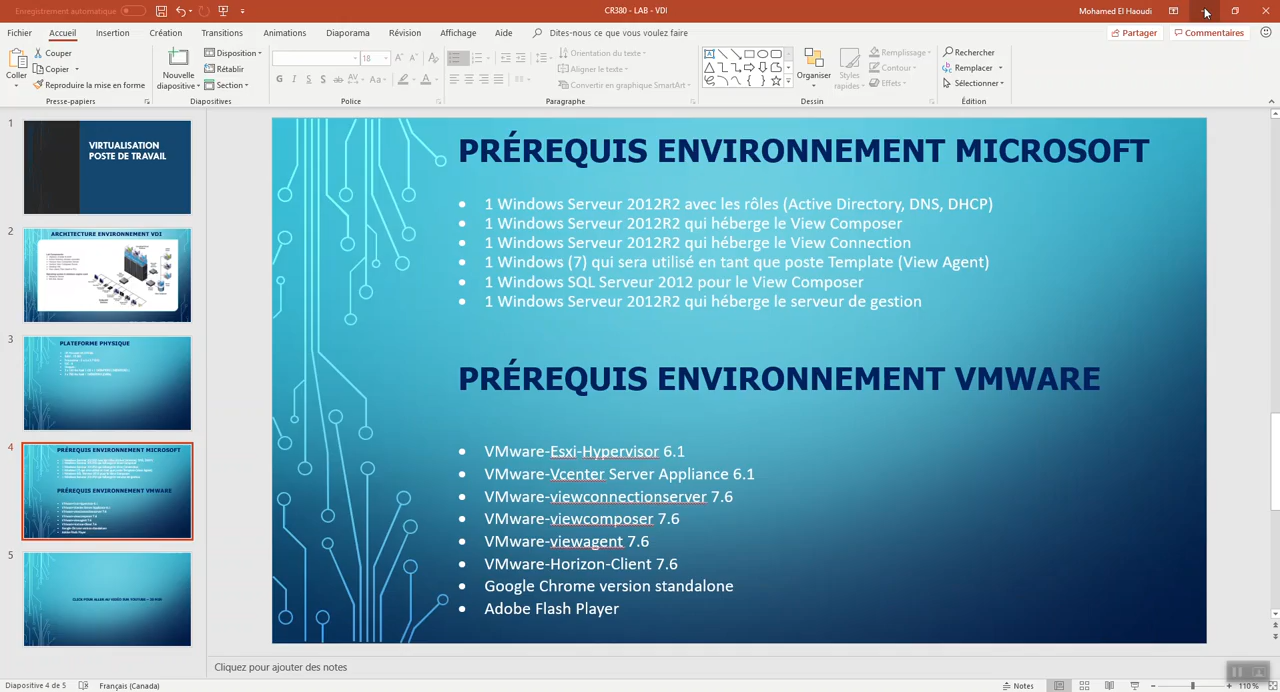 Enregistrement automatique
CR380 - LAB - VDI
Mohamed El Haoudi
Fichier Accueil Insertion Création Transitions Animations Diaporama Révision Affichage Aide Dites-nous ce que vous voulez faire
Partager Commentaires
Coller
Couper
Copier
Reproduire la mise en forme
Presse-papiers
Nouvelle
diapositive
Disposition
Rétablir
Section
Diapositives
18
G I S S ab AV Aa A
Police
Orientation du texte
Aligner le texte
Convertir en graphique SmartArt
Paragraphe
Organiser
Styles
rapides
Remplissage
Contour
Effets
Dessin
Rechercher
Remplacer
Sélectionner
Édition
1
VIRTUALISATION
POSTE DE TRAVAIL
2
ARCHITECTURE ENVIRONNEMENT VDI
3
PLATEFORME PHYSIQUE
4
PRÉREQUIS ENVIRONNEMENT MICROSOFT
PRÉREQUIS ENVIRONNEMENT VMWARE
5
PRÉREQUIS ENVIRONNEMENT MICROSOFT
• 1 Windows Serveur 2012R2 avec les rôles (Active Directory, DNS, DHCP)
• 1 Windows Serveur 2012R2 qui héberge le View Composer
• 1 Windows Serveur 2012R2 qui héberge le View Connection
• 1 Windows (7) qui sera utilisé en tant que poste Template (View Agent)
• 1 Windows SQL Serveur 2012 pour le View Composer
• 1 Windows Serveur 2012R2 qui héberge le serveur de gestion
PRÉREQUIS ENVIRONNEMENT VMWARE
• VMware-Esxi-Hypervisor 6.1
• VMware-Vcenter Server Appliance 6.1
• VMware-viewconnectionserver 7.6
• VMware-viewcomposer 7.6
• VMware-viewagent 7.6
• VMware-Horizon-Client 7.6
• Google Chrome version standalone
• Adobe Flash Player
Cliquez pour ajouter des notes
Diapositive 4 de 5 Français (Canada) Notes 110 %